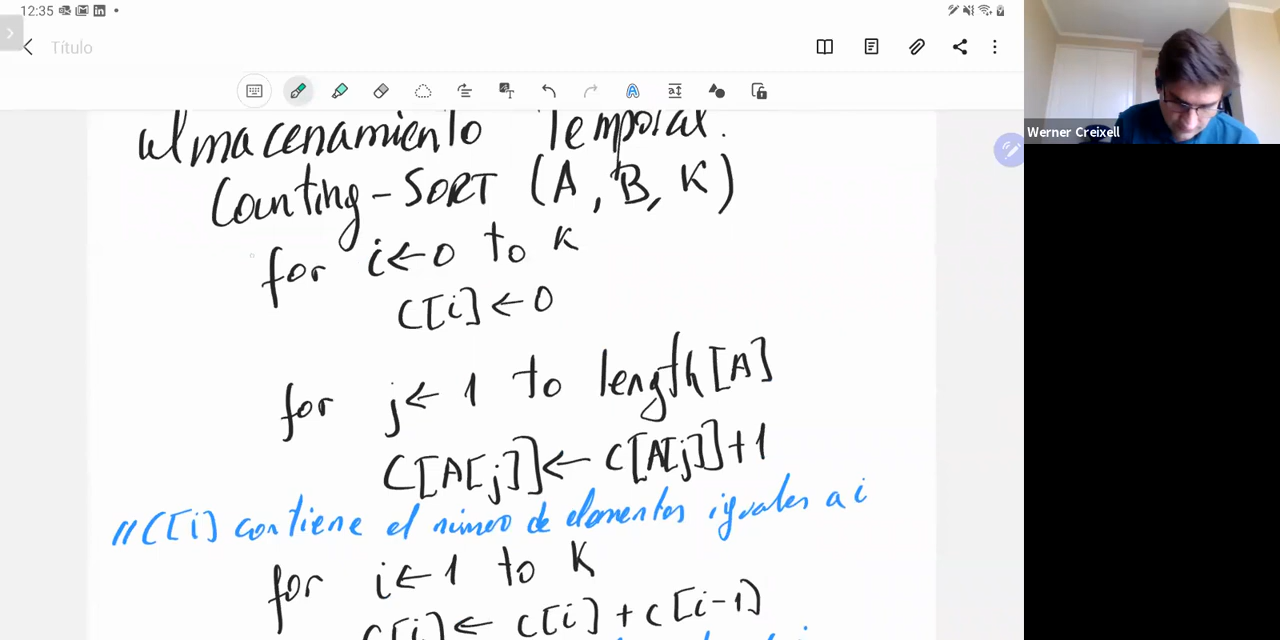 12:35
Título
almacenamiento Temporal.
Counting-SORT (A, B, K)
for i←0 to K
C[i]←0
for j←1 to length[A]
C[A[j]]←C[A[j]]+1
//C[i] contiene el número de elementos iguales a i
for i←1 to K
C[i]←C[i]+C[i-1]
Werner Creixell